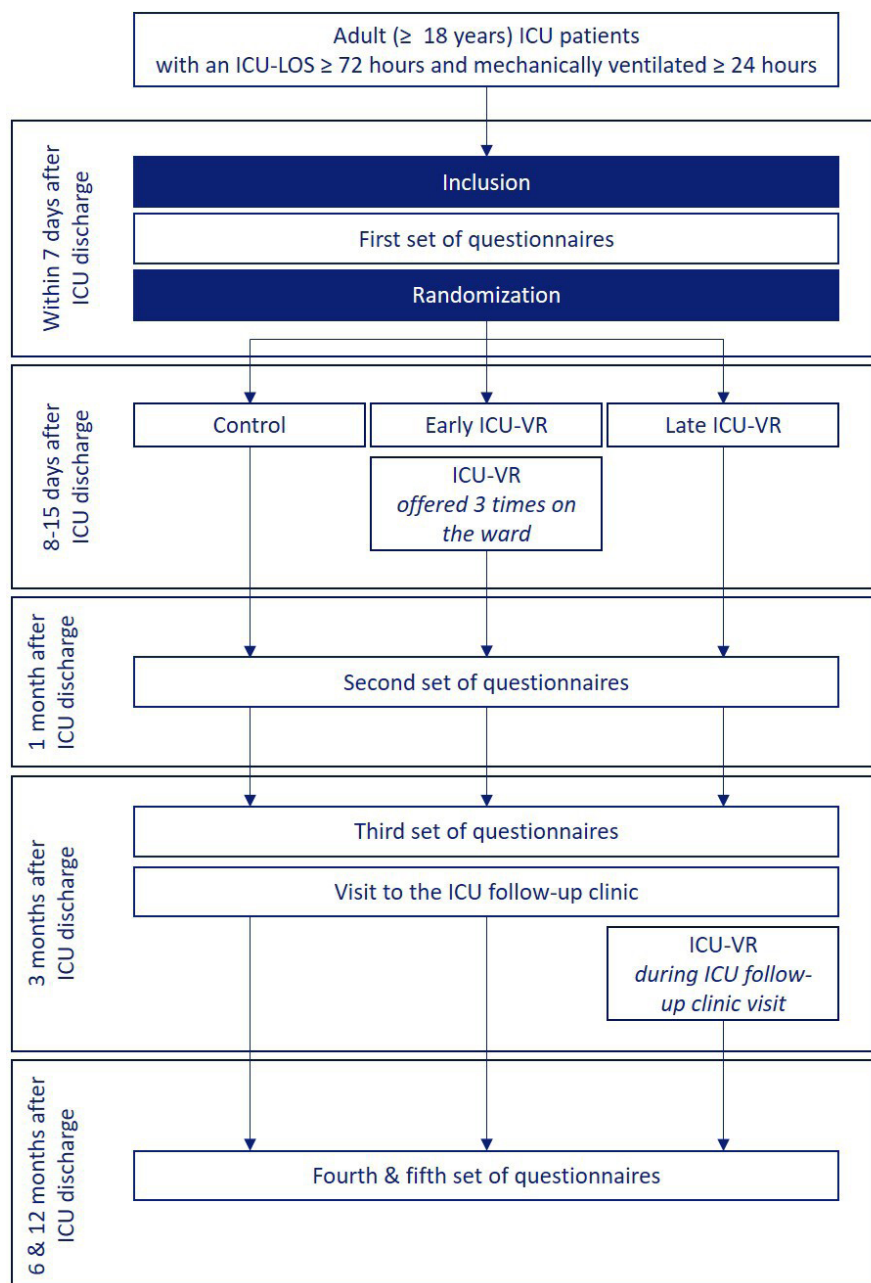 Adult (≥ 18 years) ICU patients
with an ICU-LOS ≥ 72 hours and mechanically ventilated ≥ 24 hours
Within 7 days after
ICU discharge
Inclusion
First set of questionnaires
Randomization
8-15 days after
ICU discharge
Control
Early ICU-VR
Late ICU-VR
ICU-VR
offered 3 times on
the ward
1 month after
ICU discharge
Second set of questionnaires
3 months after
ICU discharge
Third set of questionnaires
Visit to the ICU follow-up clinic
ICU-VR
during ICU follow-
up clinic visit
6 & 12 months after
ICU discharge
Fourth & fifth set of questionnaires